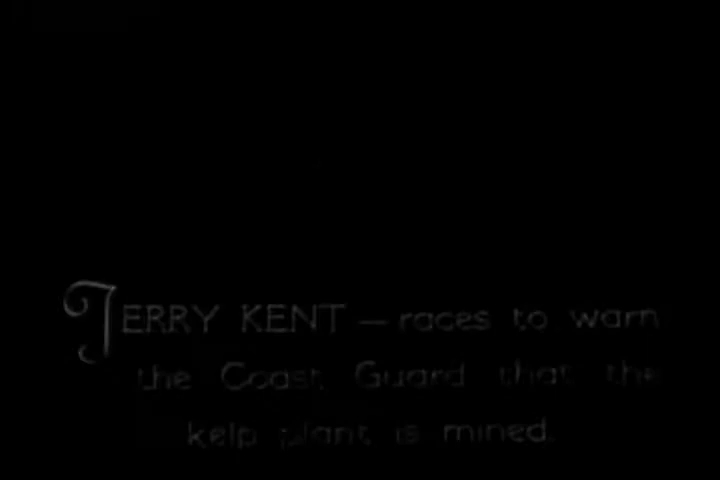 JERRY KENT — races to warn
the Coast Guard that the
kelp plant is mined.